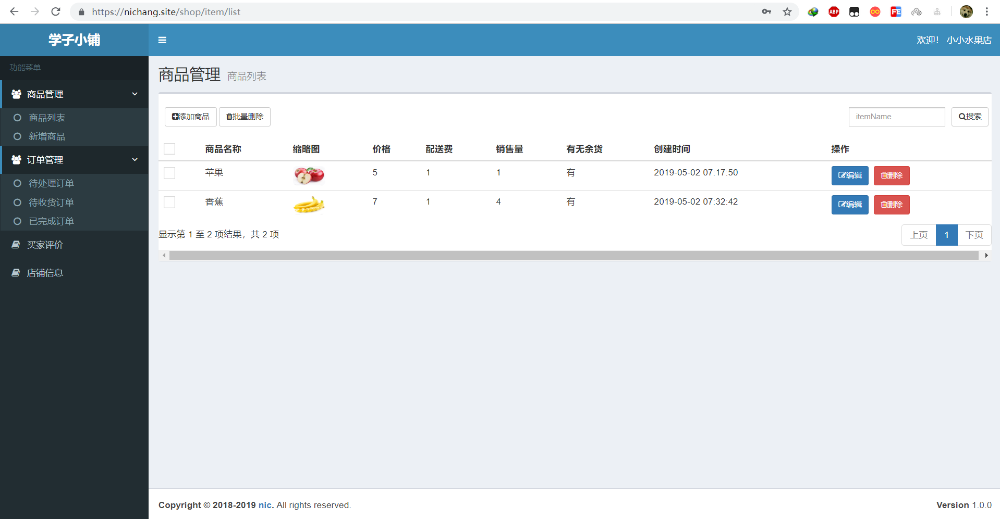 https://nichang.site/shop/item/list
ABP
FE
学子小铺
欢迎! 小小水果店
功能菜单
商品管理
商品列表
新增商品
订单管理
待处理订单
待收货订单
已完成订单
买家评价
店铺信息
商品管理 商品列表
添加商品 批量删除 itemName 搜索
商品名称 缩略图 价格 配送费 销售量 有无余货 创建时间 操作
苹果 5 1 1 有 2019-05-02 07:17:50 编辑 删除
香蕉 7 1 4 有 2019-05-02 07:32:42 编辑 删除
显示第 1 至 2 项结果，共 2 项 上页 1 下页
Copyright © 2018-2019 nic. All rights reserved. Version 1.0.0